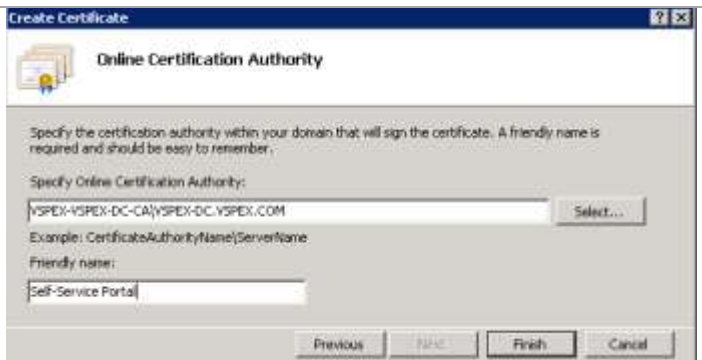 Create Certificate
Online Certification Authority
Specify the certification authority within your domain that will sign the certificate. A friendly name is
required and should be easy to remember.
Specify Online Certification Authority:
VSPEX-VSPEX-DC-CA\VSPEX-DC.VSPEX.COM
Select...
Example: CertificateAuthorityName\ServerName
Friendly name:
Self-Service Portal
Previous Next Finish Cancel